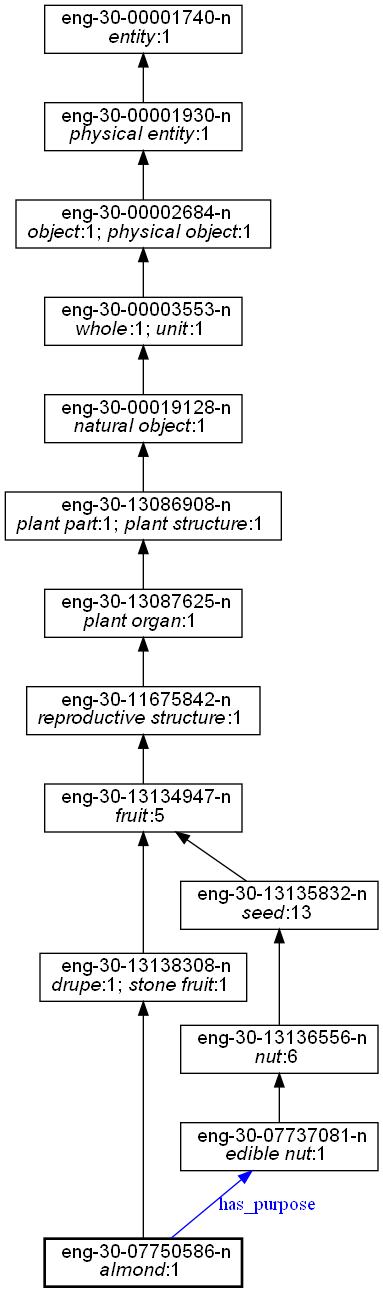 eng-30-00001740-n
entity:1
eng-30-00001930-n
physical entity:1
eng-30-00002684-n
object:1; physical object:1
eng-30-00003553-n
whole:1; unit:1
eng-30-00019128-n
natural object:1
eng-30-13086908-n
plant part:1; plant structure:1
eng-30-13087625-n
plant organ:1
eng-30-11675842-n
reproductive structure:1
eng-30-13134947-n
fruit:5
eng-30-13135832-n
seed:13
eng-30-13138308-n
drupe:1; stone fruit:1
eng-30-13136556-n
nut:6
eng-30-07737081-n
edible nut:1
has_purpose
eng-30-07750586-n
almond:1